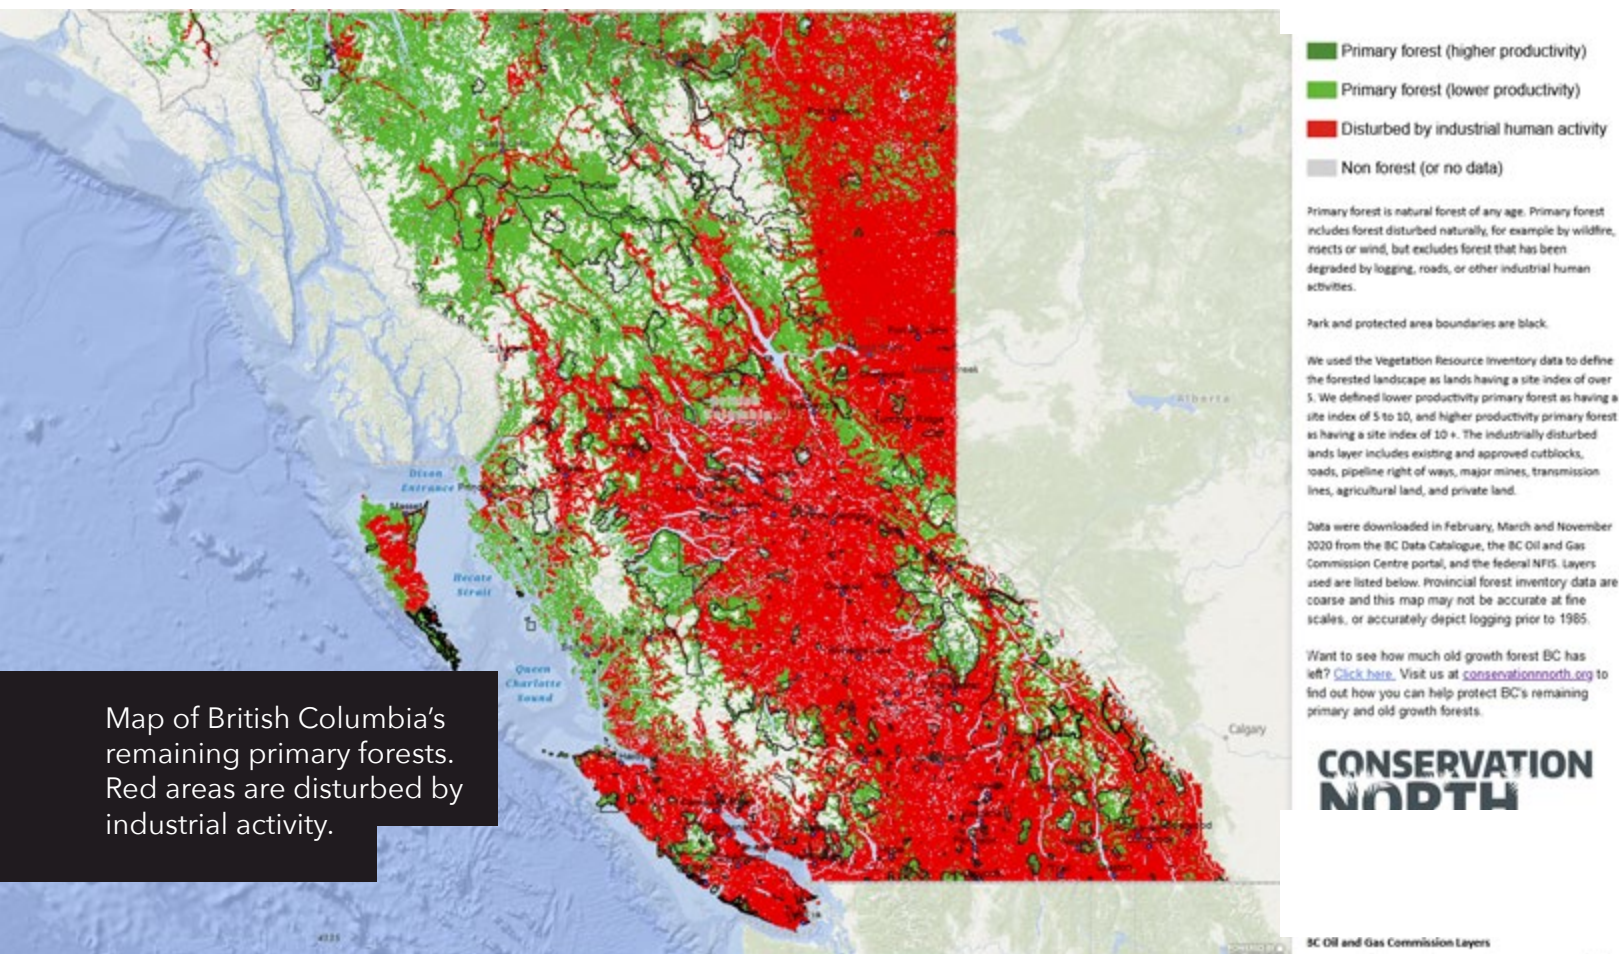 Primary forest (higher productivity)
Primary forest (lower productivity)
Disturbed by industrial human activity
Non forest (or no data)
Primary forest is natural forest of any age. Primary forest
includes forest disturbed naturally, for example by wildfire,
insects or wind, but excludes forest that has been
degraded by logging, roads, or other industrial human
activities.
Park and protected area boundaries are black.
We used the Vegetation Resource Inventory data to define
the forested landscape as lands having a site index of over
5. We defined lower productivity primary forest as having a
site index of 5 to 10, and higher productivity primary forest
as having a site index of 10 +. The industrially disturbed
lands layer includes existing and approved cutblocks,
roads, pipeline right of ways, major mines, transmission
lines, agricultural land, and private land.
Data were downloaded in February, March and November
2020 from the BC Data Catalogue, the BC Oil and Gas
Commission Centre portal, and the federal NFIS. Layers
used are listed below. Provincial forest inventory data are
coarse and this map may not be accurate at fine
scales, or accurately depict logging prior to 1985.
Want to see how much old growth forest BC has
left? Click here. Visit us at conservationnnorth.org to
find out how you can help protect BC's remaining
primary and old growth forests.
CONSERVATION
NORTH
BC Oil and Gas Commission Layers
British
Columbia
Alberta
Calgary
Dixon
Entrance
Masset
Hecate
Strait
Queen
Charlotte
Sound
Map of British Columbia's
remaining primary forests.
Red areas are disturbed by
industrial activity.